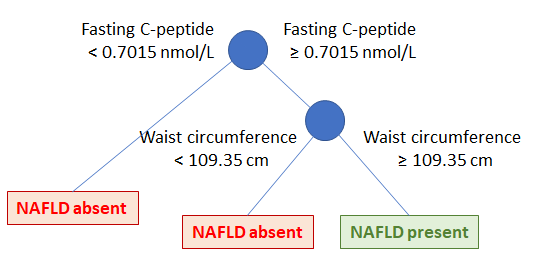 Fasting C-peptide
< 0.7015 nmol/L
Fasting C-peptide
≥ 0.7015 nmol/L
Waist circumference
< 109.35 cm
Waist circumference
≥ 109.35 cm
NAFLD absent
NAFLD absent
NAFLD present